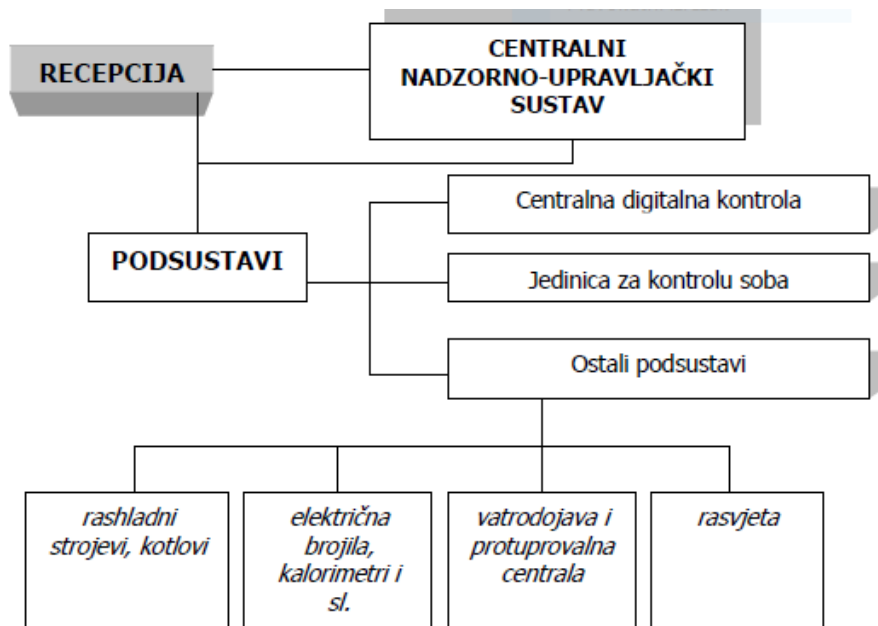 RECEPCIJA
CENTRALNI
NADZORNO-UPRAVLJAČKI
SUSTAV
Centralna digitalna kontrola
PODSUSTAVI
Jedinica za kontrolu soba
Ostali podsustavi
rashladni
strojevi, kotlovi
električna
brojila,
kalorimetri i
sl.
vatrodojava i
protuprovalna
centrala
rasvjeta